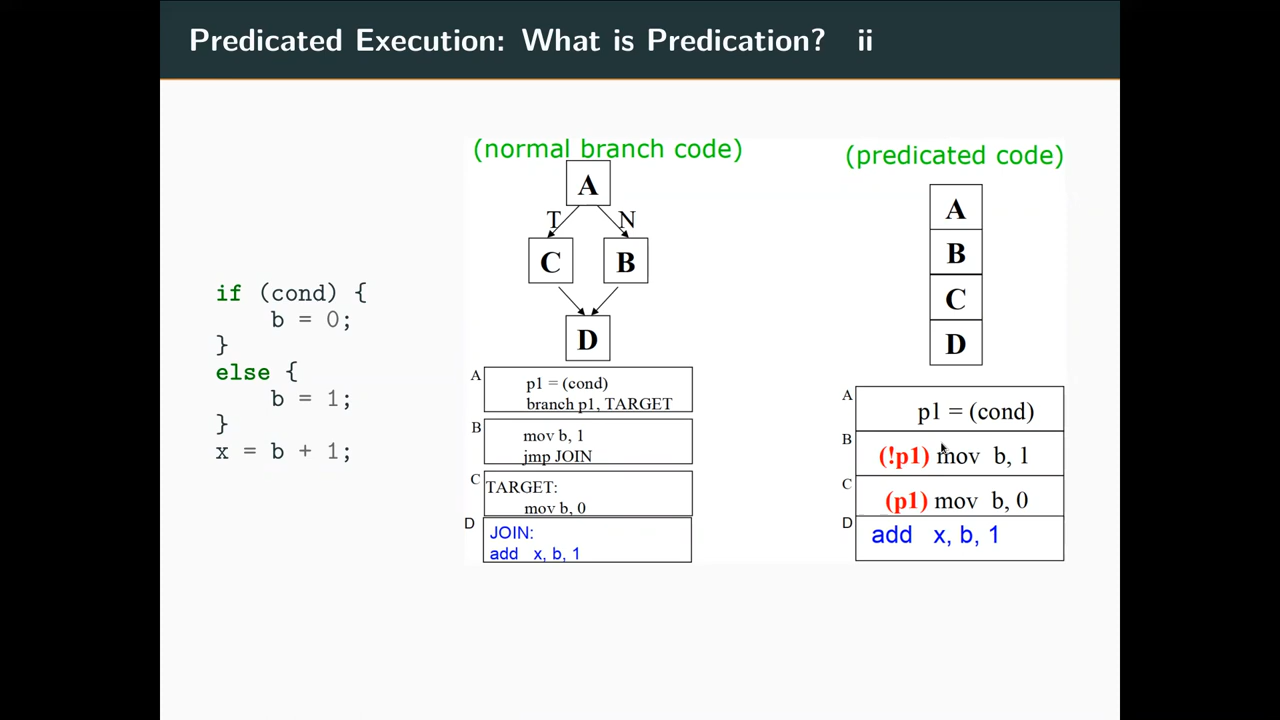 Predicated Execution: What is Predication? ii
if (cond) {
b = 0;
}
else {
b = 1;
}
x = b + 1;
(normal branch code)
A
T N
C B
D
A
p1 = (cond)
branch p1, TARGET
B
mov b, 1
jmp JOIN
C
TARGET:
mov b, 0
D
JOIN:
add x, b, 1
(predicated code)
A
B
C
D
A
p1 = (cond)
B
(!p1) mov b, 1
C
(p1) mov b, 0
D
add x, b, 1